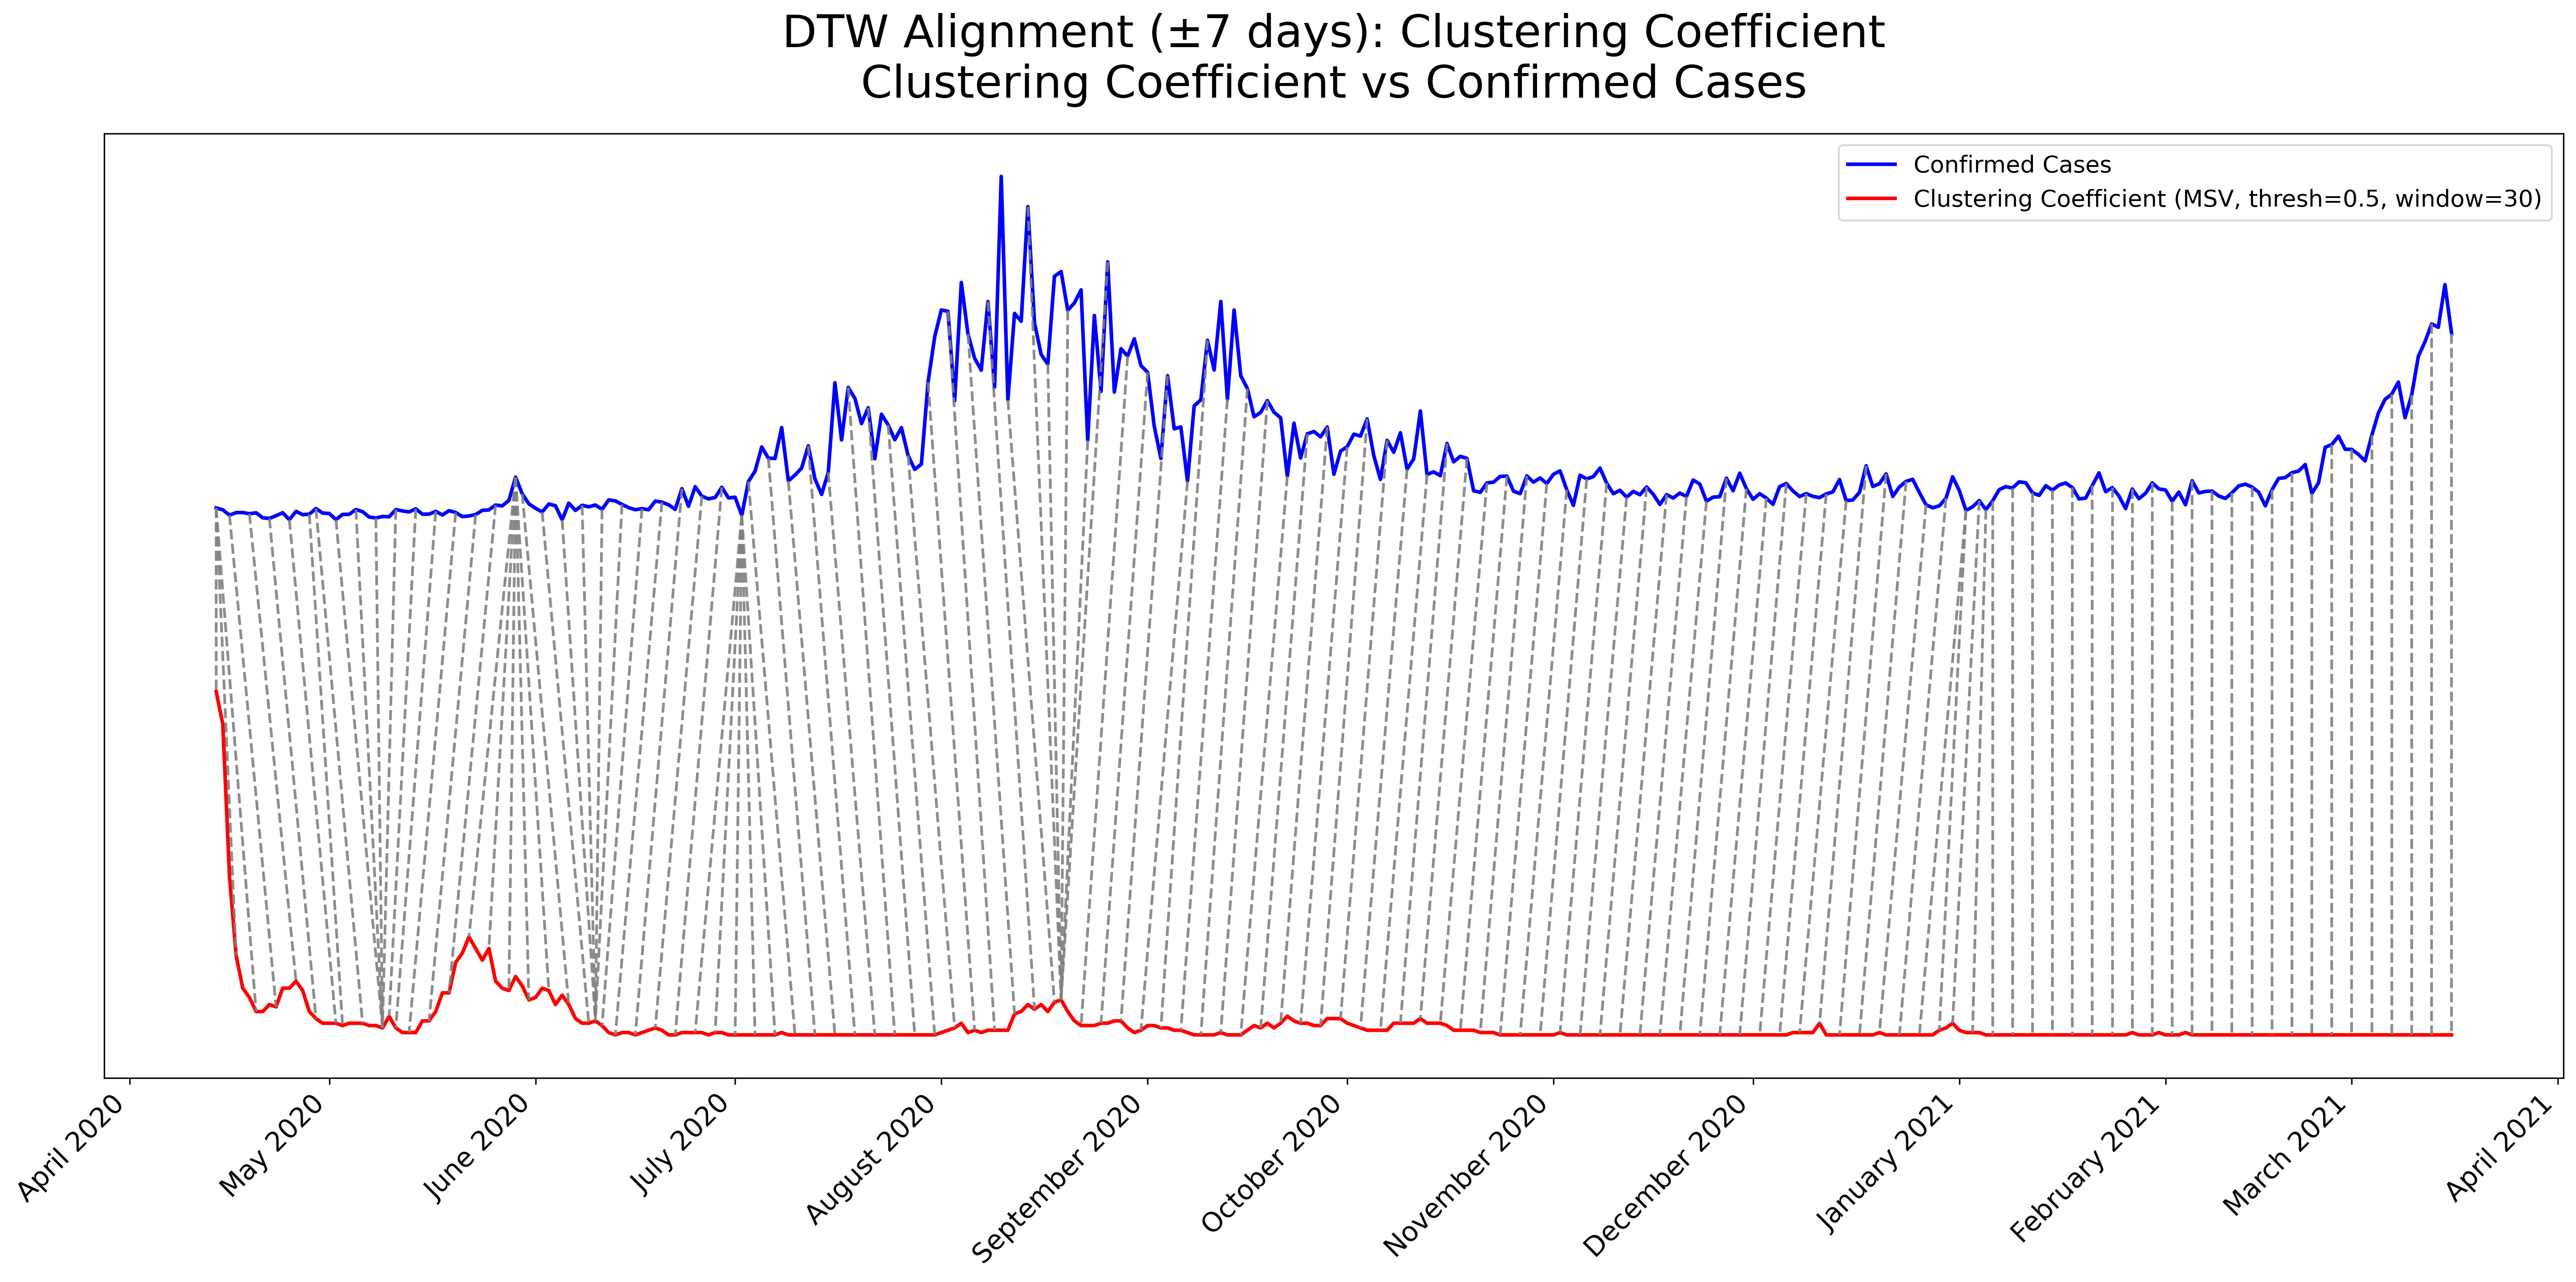 DTW Alignment (±7 days): Clustering Coefficient
Clustering Coefficient vs Confirmed Cases
Confirmed Cases
Clustering Coefficient (MSV, thresh=0.5, window=30)
April 2020
May 2020
June 2020
July 2020
August 2020
September 2020
October 2020
November 2020
December 2020
January 2021
February 2021
March 2021
April 2021